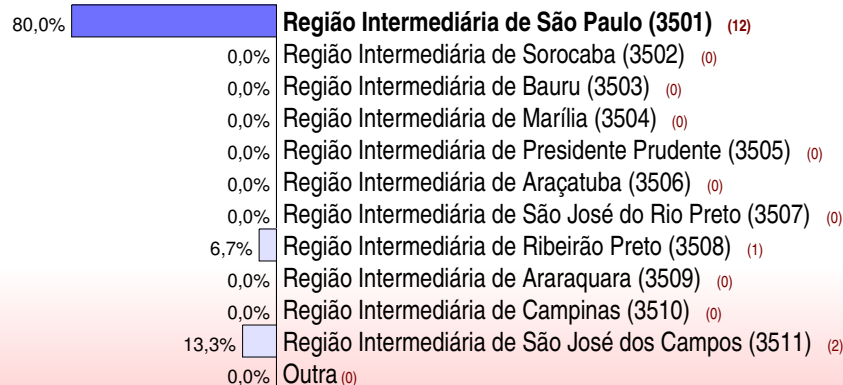 80,0% Região Intermediária de São Paulo (3501) (12)
0,0% Região Intermediária de Sorocaba (3502) (0)
0,0% Região Intermediária de Bauru (3503) (0)
0,0% Região Intermediária de Marília (3504) (0)
0,0% Região Intermediária de Presidente Prudente (3505) (0)
0,0% Região Intermediária de Araçatuba (3506) (0)
0,0% Região Intermediária de São José do Rio Preto (3507) (0)
6,7% Região Intermediária de Ribeirão Preto (3508) (1)
0,0% Região Intermediária de Araraquara (3509) (0)
0,0% Região Intermediária de Campinas (3510) (0)
13,3% Região Intermediária de São José dos Campos (3511) (2)
0,0% Outra (0)